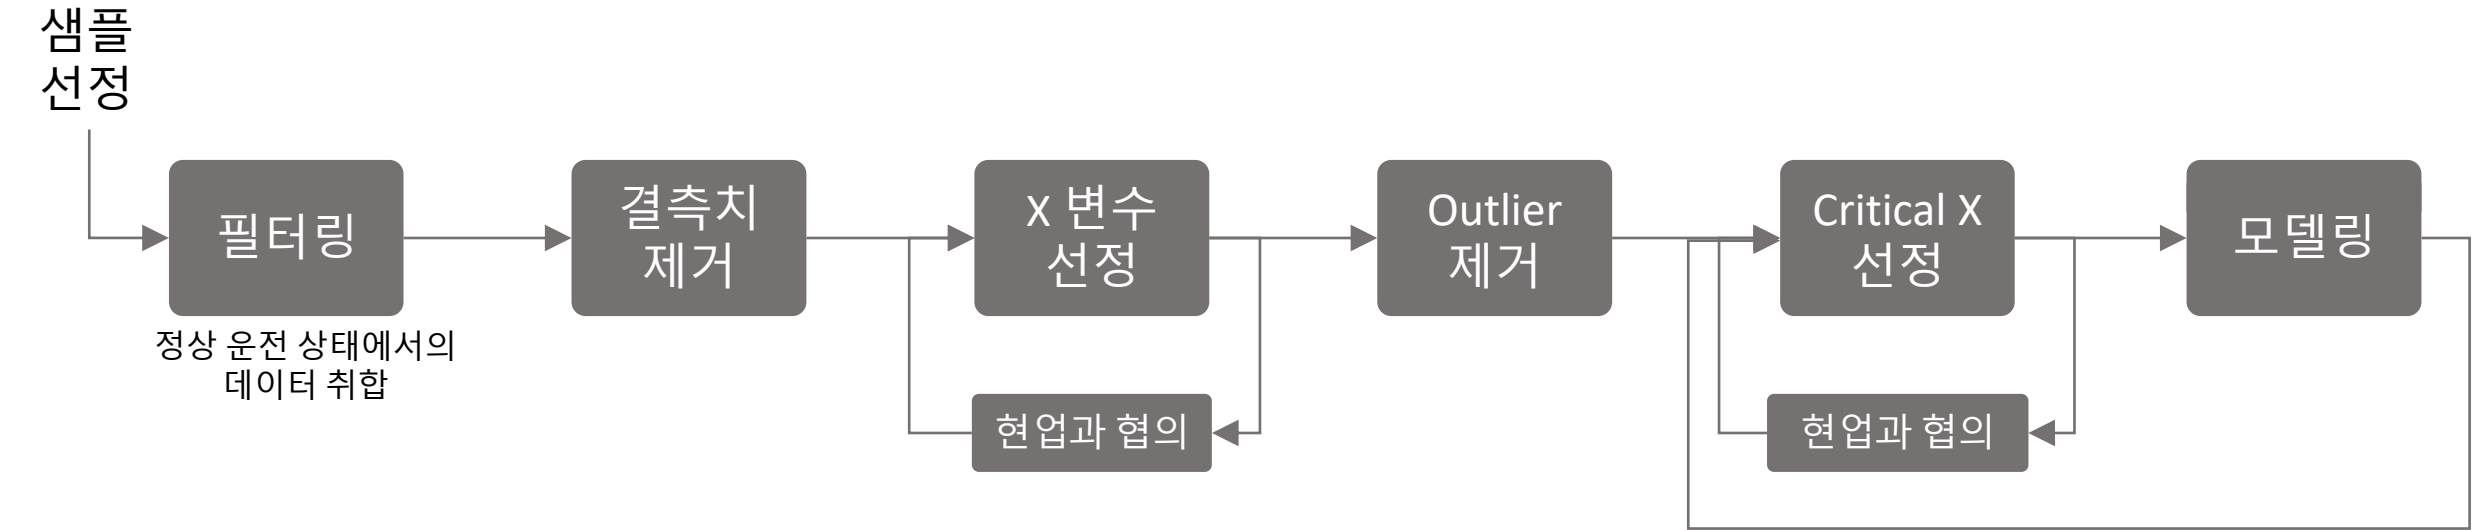 샘플
선정
필터링
정상 운전 상태에서의
데이터 취합
결측치
제거
X 변수
선정
현업과 협의
Outlier
제거
Critical X
선정
현업과 협의
모델링